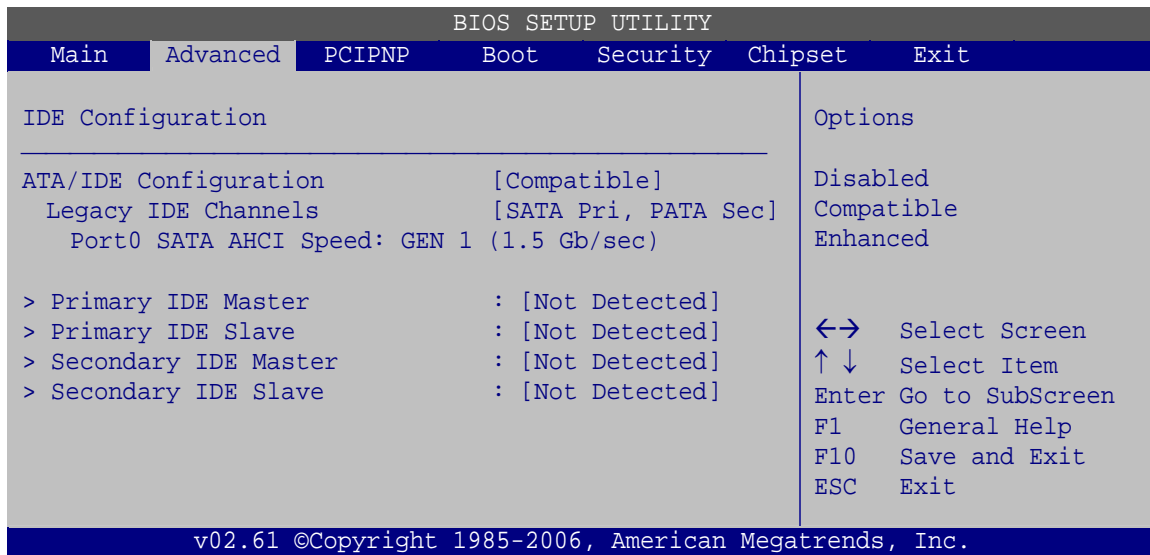 BIOS SETUP UTILITY
Main Advanced PCIPNP Boot Security Chipset Exit
IDE Configuration
ATA/IDE Configuration [Compatible]
Legacy IDE Channels [SATA Pri, PATA Sec]
Port0 SATA AHCI Speed: GEN 1 (1.5 Gb/sec)
> Primary IDE Master : [Not Detected]
> Primary IDE Slave : [Not Detected]
> Secondary IDE Master : [Not Detected]
> Secondary IDE Slave : [Not Detected]
Options
Disabled
Compatible
Enhanced
←→ Select Screen
↑ ↓ Select Item
Enter Go to SubScreen
F1 General Help
F10 Save and Exit
ESC Exit
v02.61 ©Copyright 1985-2006, American Megatrends, Inc.